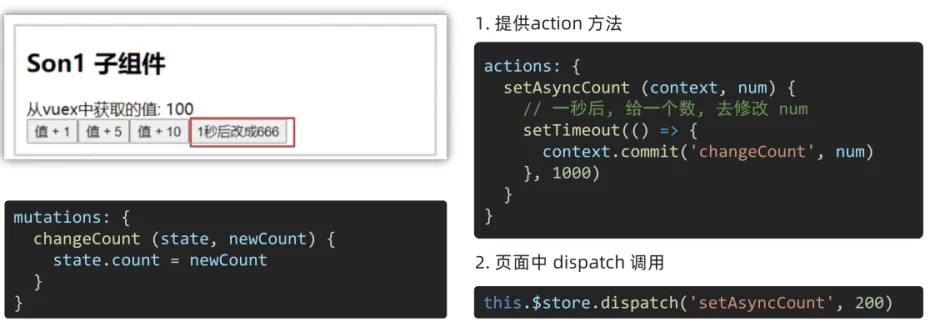 Son1 子组件
从vuex中获取的值: 100
值 + 1 值 + 5 值 + 10 1秒后改成666
mutations: {
  changeCount (state, newCount) {
    state.count = newCount
  }
}
1. 提供action 方法
actions: {
  setAsyncCount (context, num) {
    // 一秒后, 给一个数, 去修改 num
    setTimeout(() => {
      context.commit('changeCount', num)
    }, 1000)
  }
}
2. 页面中 dispatch 调用
this.$store.dispatch('setAsyncCount', 200)